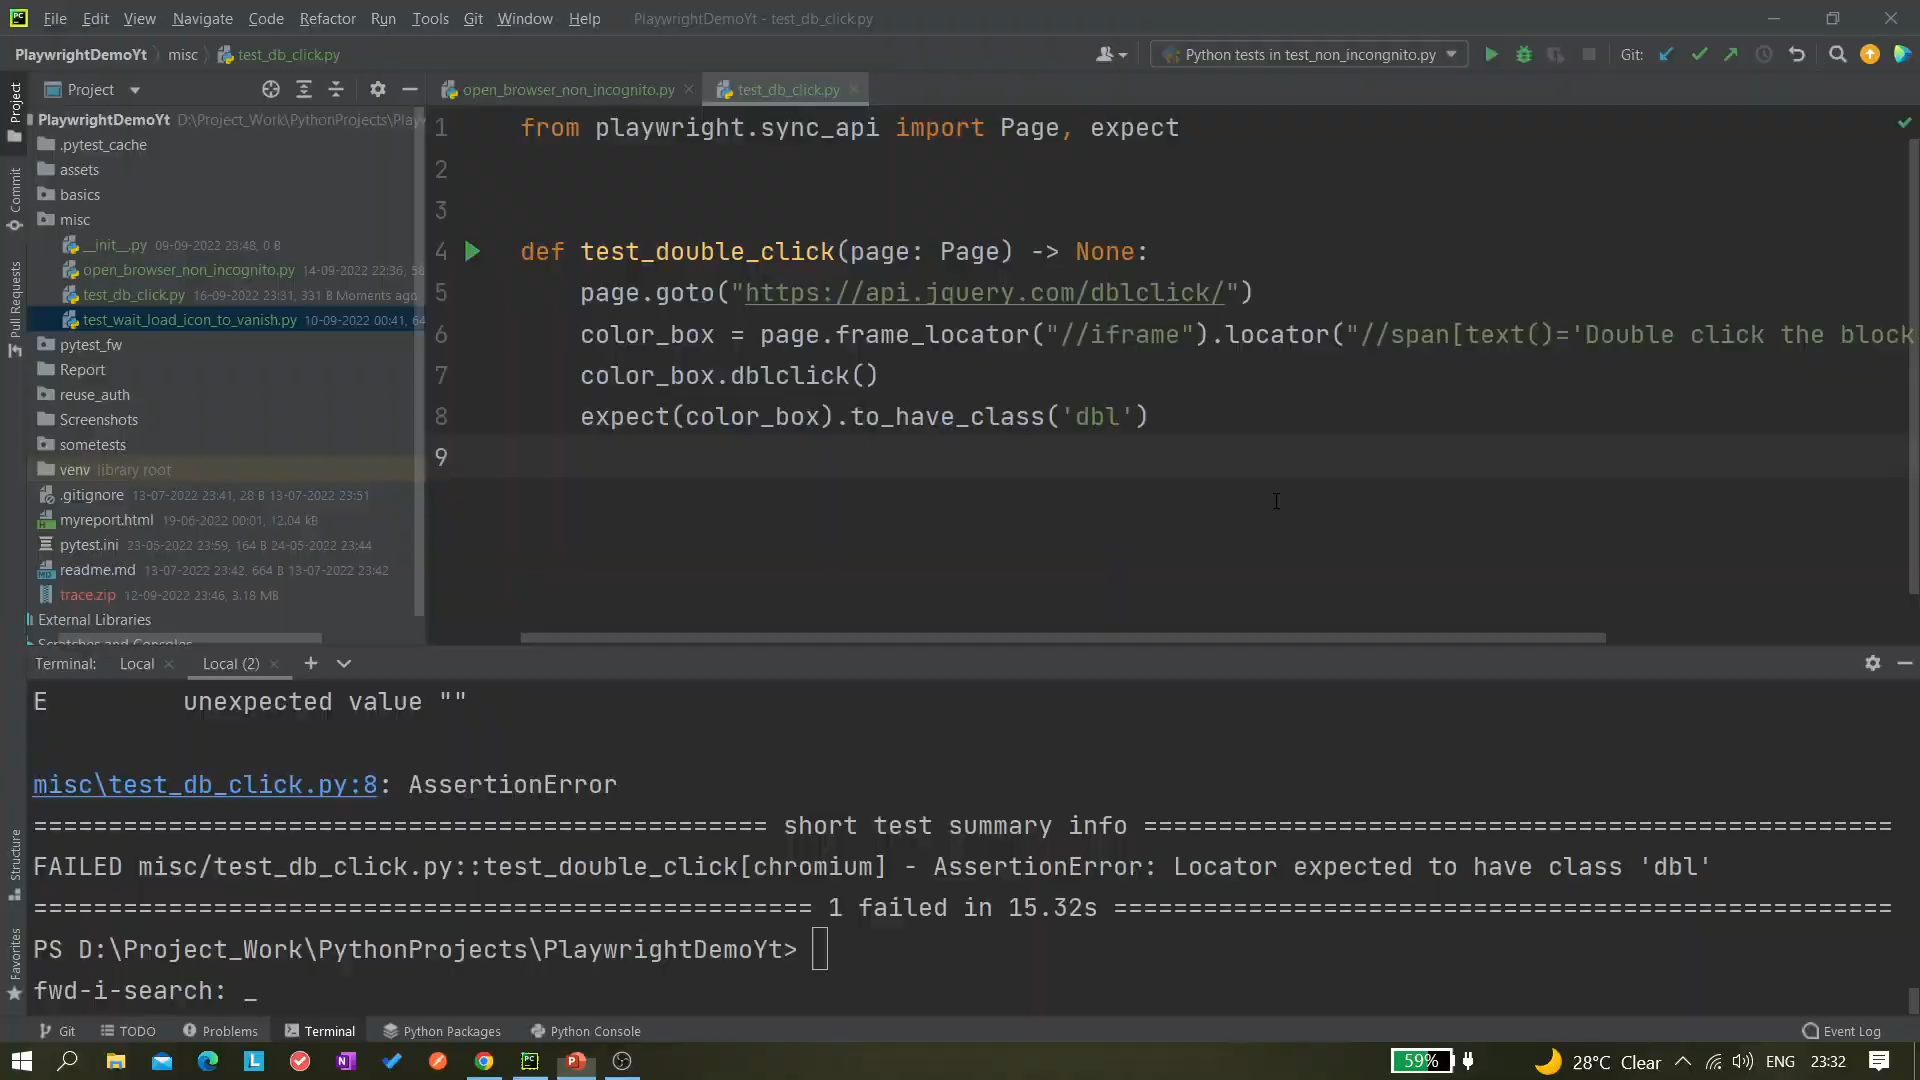 File Edit View Navigate Code Refactor Run Tools Git Window Help PlaywrightDemoYt - test_db_click.py
PlaywrightDemoYt misc test_db_click.py Python tests in test_non_incongnito.py Git:
Project open_browser_non_incognito.py test_db_click.py
PlaywrightDemoYt D:\Project_Work\PythonProjects\Play
.pytest_cache
assets
basics
misc
__init__.py 09-09-2022 23:48, 0 B
open_browser_non_incognito.py 14-09-2022 22:36, 58
test_db_click.py 16-09-2022 23:31, 331 B Moments ago
test_wait_load_icon_to_vanish.py 10-09-2022 00:41, 64
pytest_fw
Report
reuse_auth
Screenshots
sometests
venv library root
.gitignore 13-07-2022 23:41, 28 B 13-07-2022 23:51
myreport.html 19-06-2022 00:01, 12.04 kB
pytest.ini 23-05-2022 23:59, 164 B 24-05-2022 23:44
readme.md 13-07-2022 23:42, 664 B 13-07-2022 23:42
trace.zip 12-09-2022 23:46, 3.18 MB
External Libraries
Scratches and Consoles
Project
Commit
Pull Requests
Structure
Favorites
1 from playwright.sync_api import Page, expect
2
3
4 def test_double_click(page: Page) -> None:
5 page.goto("https://api.jquery.com/dblclick/")
6 color_box = page.frame_locator("//iframe").locator("//span[text()='Double click the block
7 color_box.dblclick()
8 expect(color_box).to_have_class('dbl')
9
Terminal: Local Local (2)
E unexpected value ""
misc\test_db_click.py:8: AssertionError
================================================= short test summary info ==================================================
FAILED misc/test_db_click.py::test_double_click[chromium] - AssertionError: Locator expected to have class 'dbl'
==================================================== 1 failed in 15.32s ====================================================
PS D:\Project_Work\PythonProjects\PlaywrightDemoYt>
fwd-i-search: _
Git TODO Problems Terminal Python Packages Python Console Event Log
59% 28°C Clear ENG 23:32